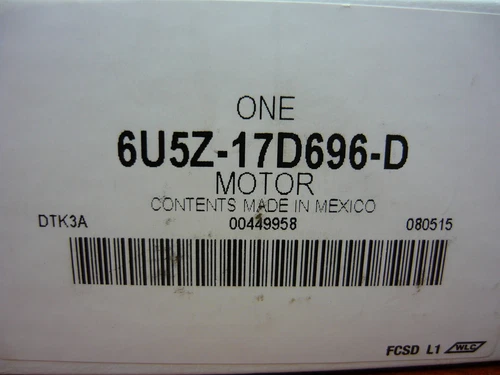 ONE
6U5Z-17D696-D
MOTOR
CONTENTS MADE IN MEXICO
DTK3A 00449958 080515
FCSD L1 WLC